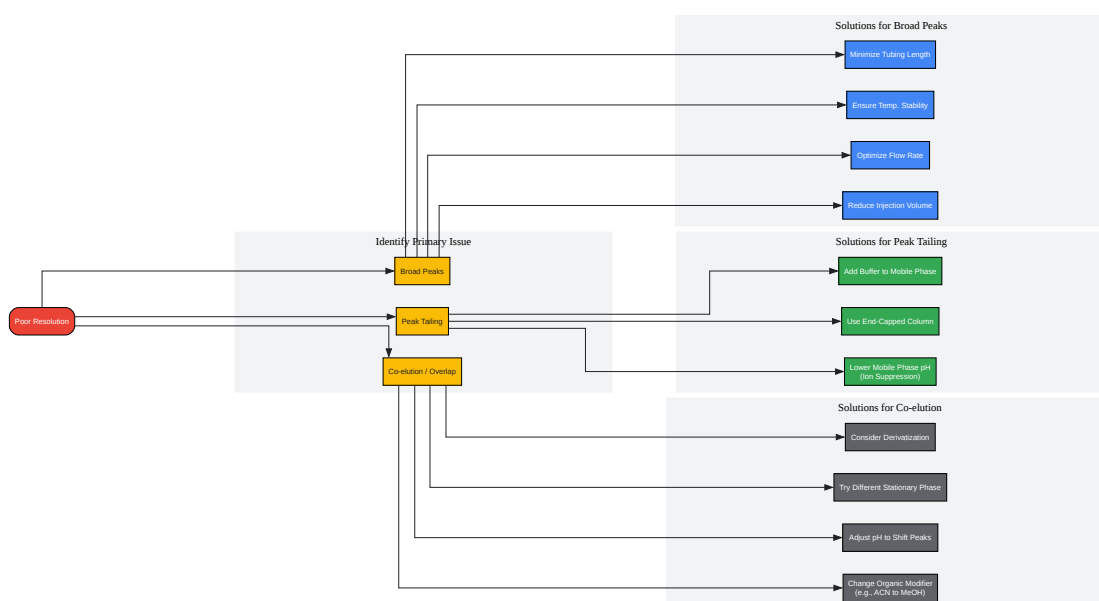 Solutions for Broad Peaks
Minimize Tubing Length
Ensure Temp. Stability
Optimize Flow Rate
Reduce Injection Volume
Identify Primary Issue
Broad Peaks
Peak Tailing
Co-elution / Overlap
Poor Resolution
Solutions for Peak Tailing
Add Buffer to Mobile Phase
Use End-Capped Column
Lower Mobile Phase pH
(Ion Suppression)
Solutions for Co-elution
Consider Derivatization
Try Different Stationary Phase
Adjust pH to Shift Peaks
Change Organic Modifier
(e.g., ACN to MeOH)